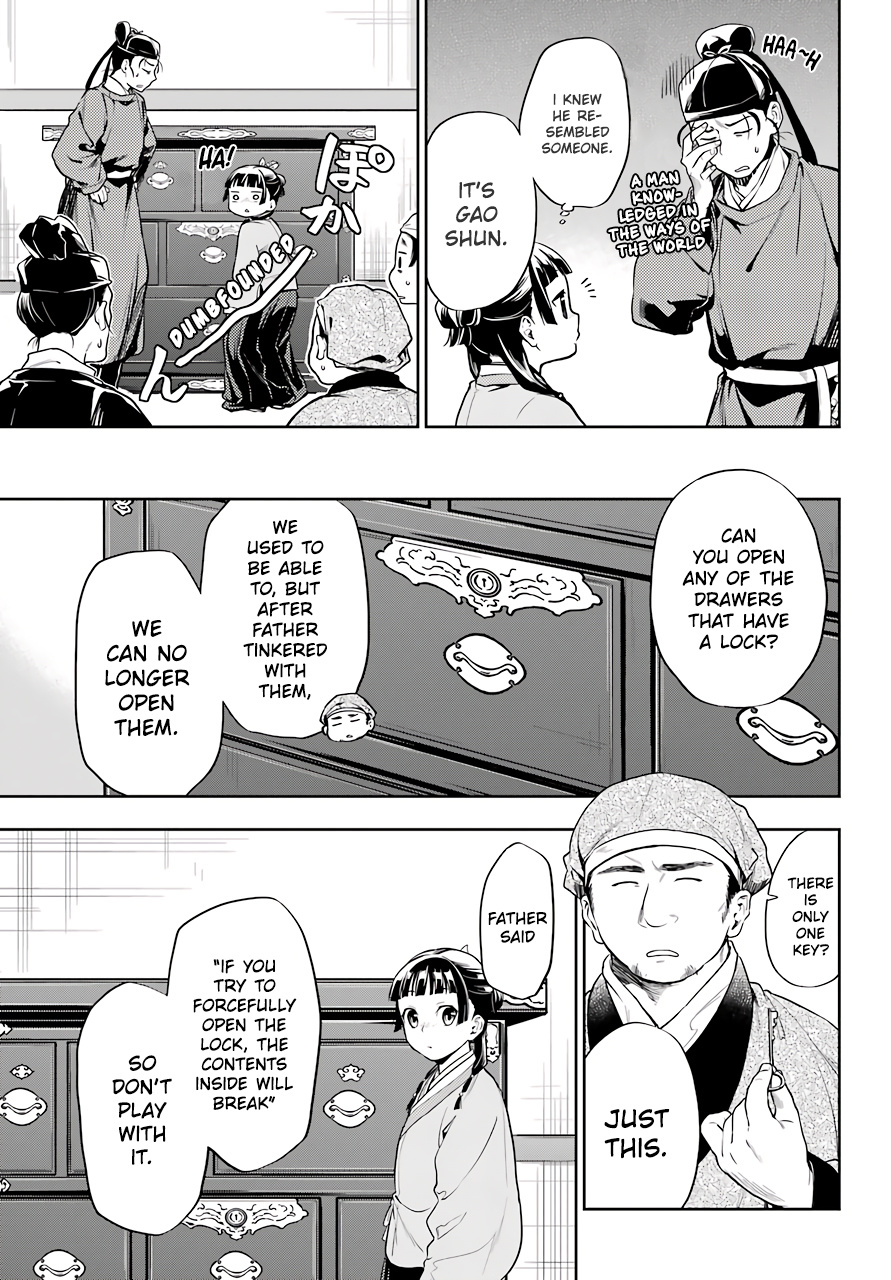 HAA~H
I KNEW
HE RE-
SEMBLED
SOMEONE.
A MAN
KNOW-
LEDGED IN
THE WAYS OF
THE WORLD
IT'S
GAO
SHUN.
HA!
ぽか
DUMBFOUNDED
ん
CAN
YOU OPEN
ANY OF THE
DRAWERS
THAT HAVE
A LOCK?
WE
USED TO
BE ABLE
TO, BUT
AFTER
FATHER
TINKERED
WITH
THEM,
WE
CAN NO
LONGER
OPEN
THEM.
THERE
IS
ONLY
ONE
KEY?
JUST
THIS.
FATHER
SAID
"IF YOU
TRY TO
FORCEFULLY
OPEN THE
LOCK, THE
CONTENTS
INSIDE WILL
BREAK"
SO
DON'T
PLAY
WITH
IT.